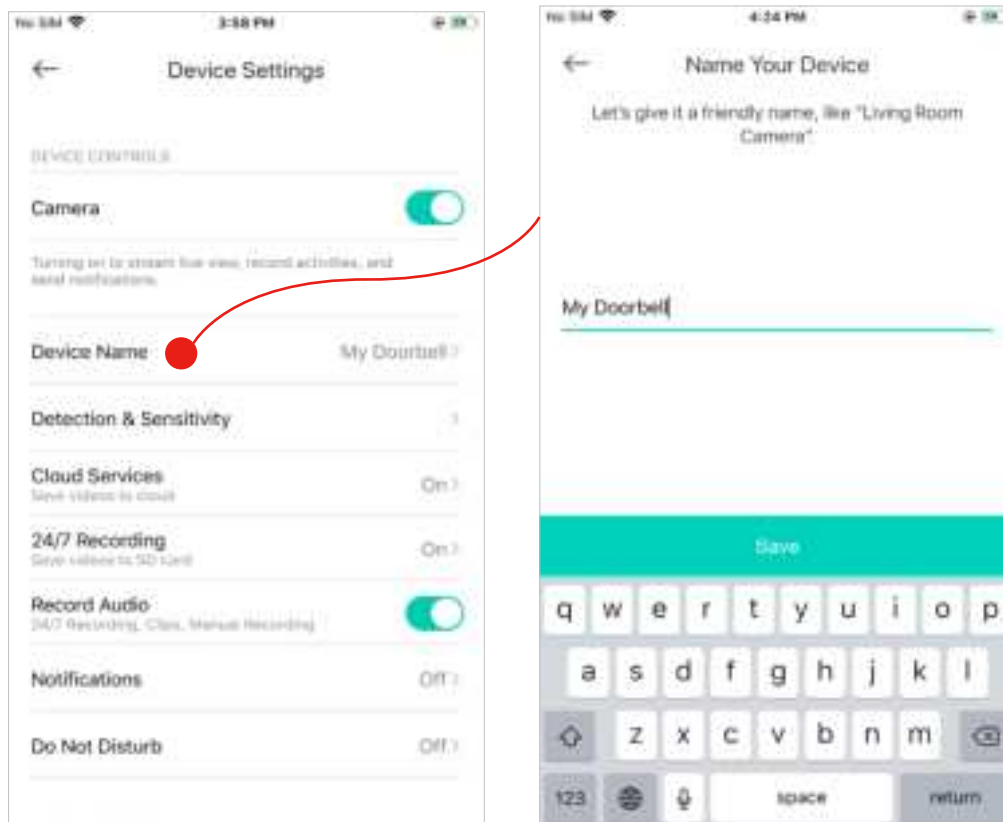 No SIM 3:58 PM
Device Settings
DEVICE CONTROLS
Camera
Turning on to stream live view, record activities, and
send notifications.
Device Name My Doorbell
Detection & Sensitivity
Cloud Services On
Save videos to cloud
24/7 Recording On
Save videos to SD card
Record Audio
24/7 Recording, Clips, Manual Recording
Notifications Off
Do Not Disturb Off
No SIM 4:24 PM
Name Your Device
Let's give it a friendly name, like "Living Room
Camera"
My Doorbell
Save
q w e r t y u i o p
a s d f g h j k l
z x c v b n m
123 space return